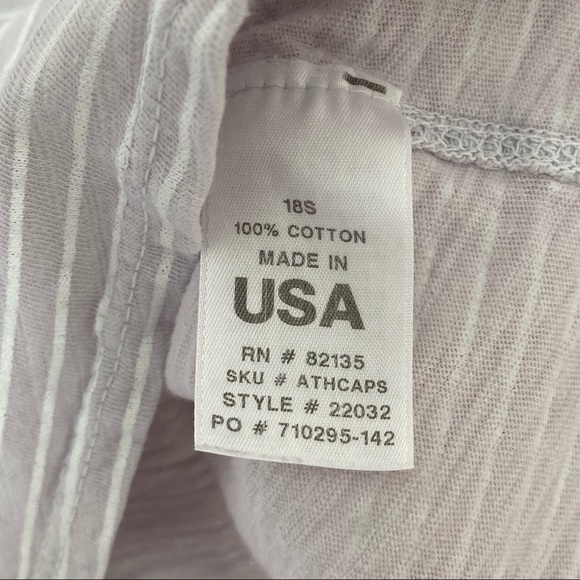 18S
100% COTTON
MADE IN
USA
RN # 82135
SKU # ATHCAPS
STYLE # 22032
PO # 710295-142